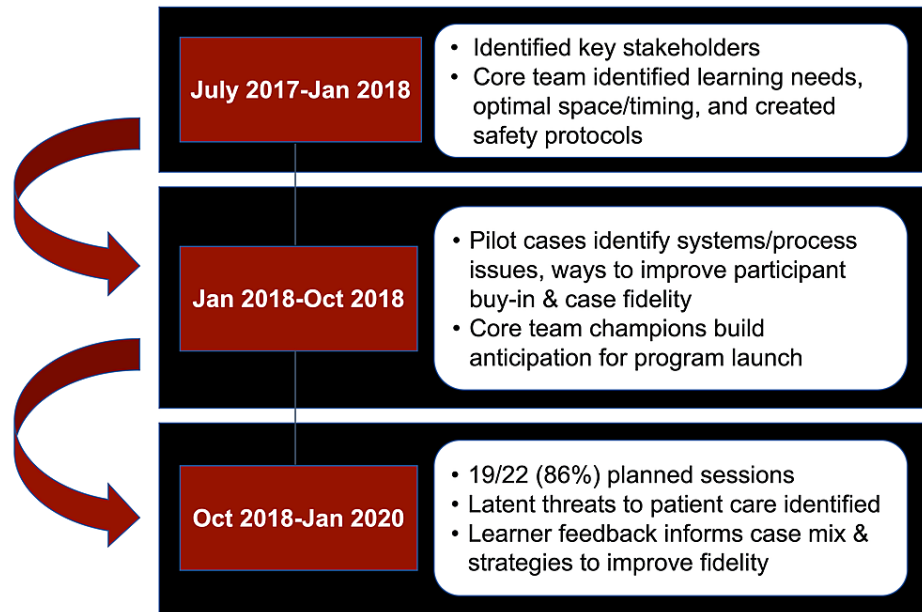 July 2017-Jan 2018
• Identified key stakeholders
• Core team identified learning needs,
optimal space/timing, and created
safety protocols
Jan 2018-Oct 2018
• Pilot cases identify systems/process
issues, ways to improve participant
buy-in & case fidelity
• Core team champions build
anticipation for program launch
Oct 2018-Jan 2020
• 19/22 (86%) planned sessions
• Latent threats to patient care identified
• Learner feedback informs case mix &
strategies to improve fidelity